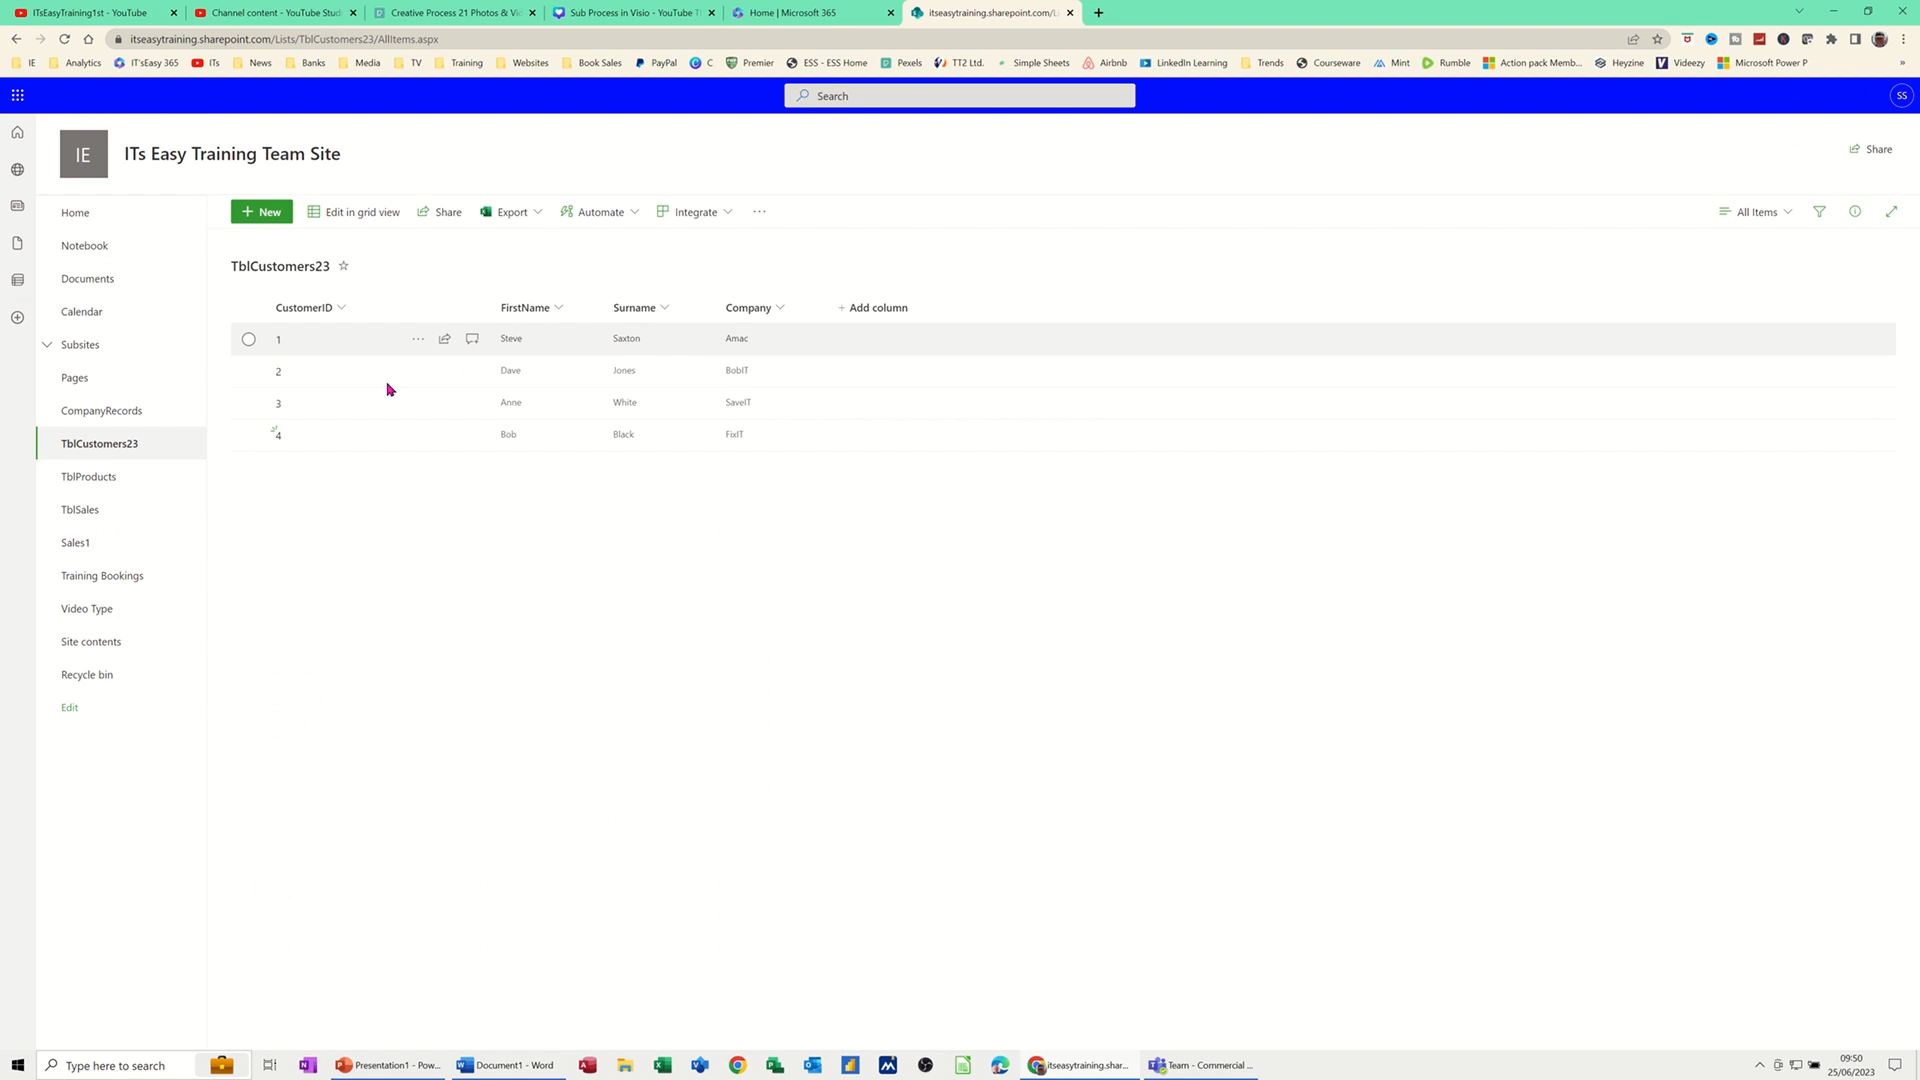 ITsEasyTraining1st - YouTube
Channel content - YouTube Stud
Creative Process 21 Photos & Vi
Sub Process in Visio - YouTube T
Home | Microsoft 365
itseasytraining.sharepoint.com/L
itseasytraining.sharepoint.com/Lists/TblCustomers23/AllItems.aspx
IE Analytics IT'sEasy 365 ITs News Banks Media TV Training Websites Book Sales PayPal C Premier ESS - ESS Home Pexels TT2 Ltd. Simple Sheets Airbnb LinkedIn Learning Trends Courseware Mint Rumble Action pack Memb... Heyzine Videezy Microsoft Power P
Search
SS
IE
ITs Easy Training Team Site
Share
Home
Notebook
Documents
Calendar
Subsites
Pages
CompanyRecords
TblCustomers23
TblProducts
TblSales
Sales1
Training Bookings
Video Type
Site contents
Recycle bin
Edit
New Edit in grid view Share Export Automate Integrate
All Items
TblCustomers23
CustomerID FirstName Surname Company Add column
1 Steve Saxton Amac
2 Dave Jones BobIT
3 Anne White SaveIT
4 Bob Black FixIT
Type here to search
Presentation1 - Pow...
Document1 - Word
itseasytraining.shar...
Team - Commercial ...
09:50
25/06/2023